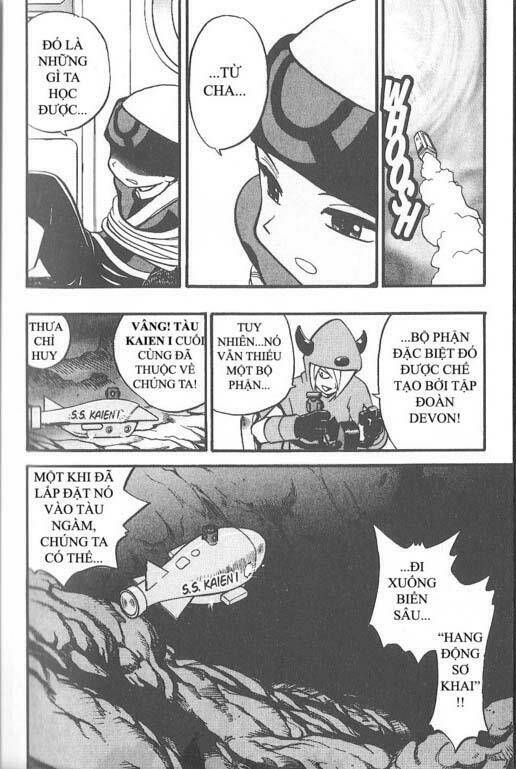 ĐÓ LÀ
NHỮNG
GÌ TA
HỌC
ĐƯỢC...
...TỪ
CHA...
WHOOSH
THƯA
CHỈ
HUY
VÂNG! TÀU
KAIEN I CUỐI
CÙNG ĐÃ
THUỘC VỀ
CHÚNG TA!
S.S. KAIEN I
TUY
NHIÊN...NÓ
VẪN THIẾU
MỘT BỘ
PHẬN...
...BỘ PHẬN
ĐẶC BIỆT ĐÓ
ĐƯỢC CHẾ
TẠO BỞI TẬP
ĐOÀN
DEVON!
MỘT KHI ĐÃ
LẮP ĐẶT NÓ
VÀO TÀU
NGẦM,
CHÚNG TA
CÓ THỂ...
S.S. KAIEN I
...ĐI
XUỐNG
BIỂN
SÂU...
“HANG
ĐỘNG
SƠ
KHAI”
!!